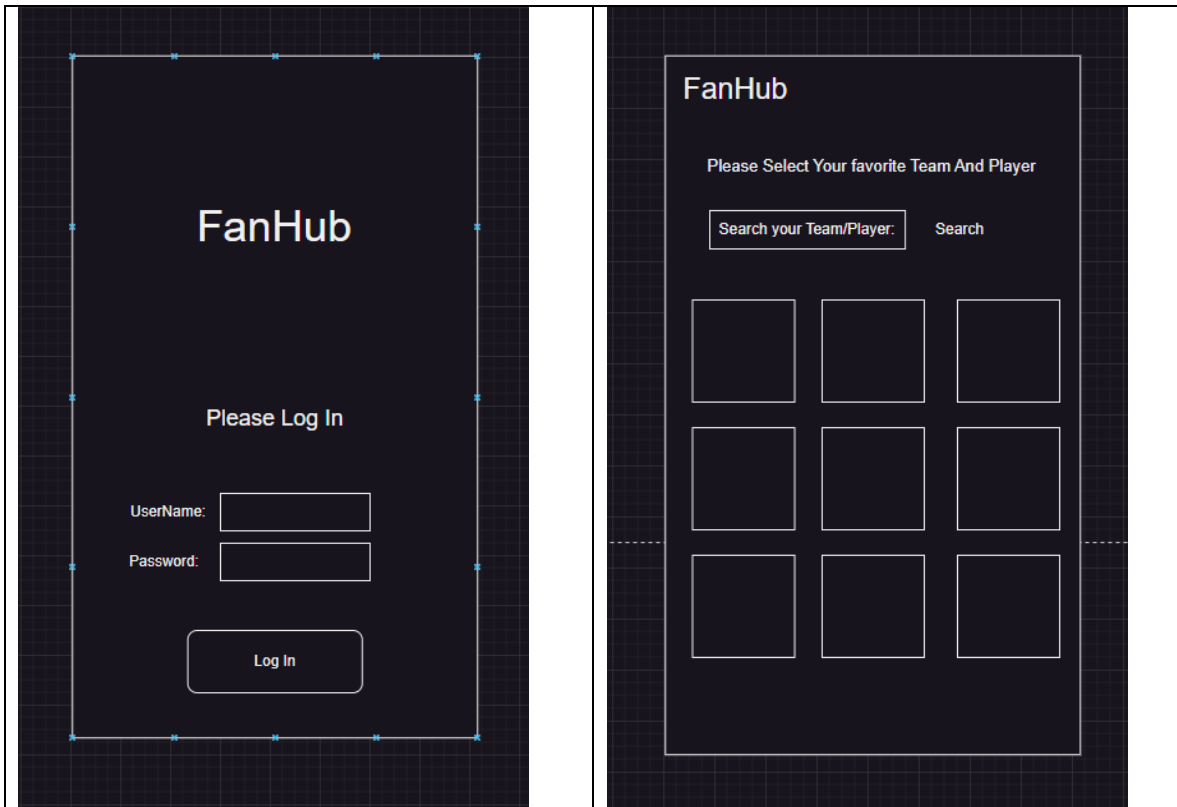 FanHub
Please Log In
UserName:
Password:
Log In
FanHub
Please Select Your favorite Team And Player
Search your Team/Player: Search